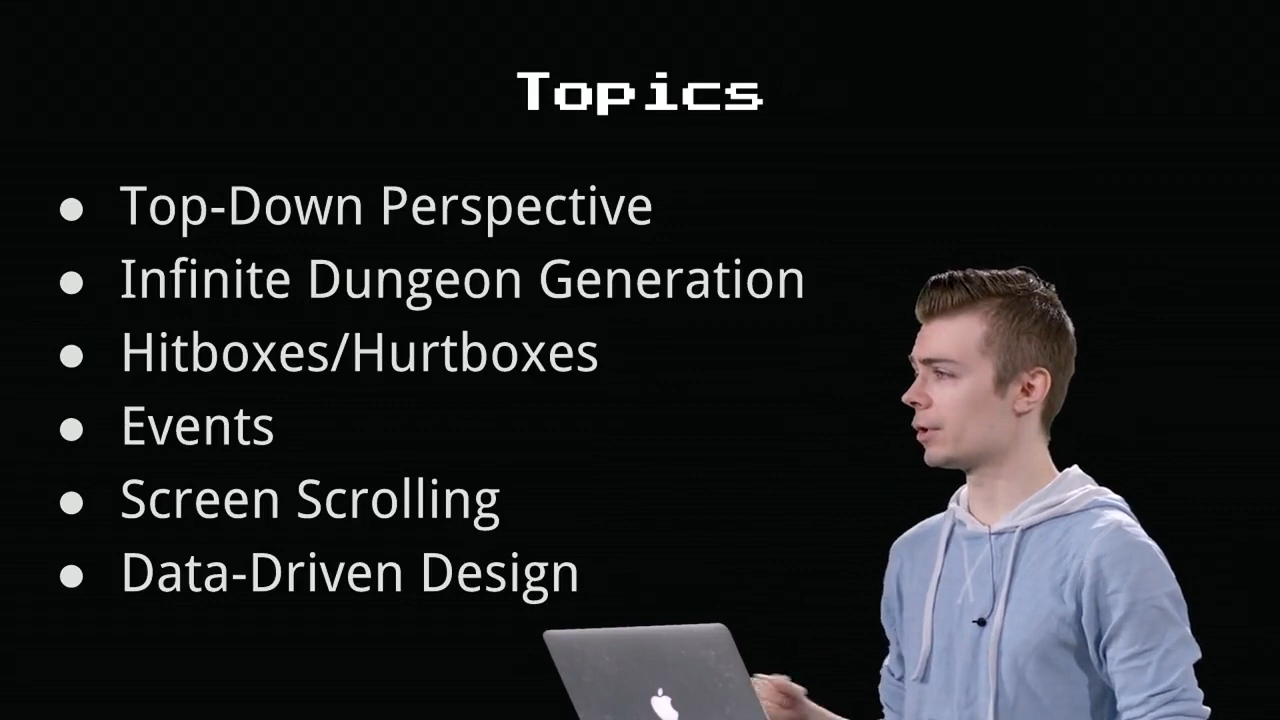 Topics
● Top-Down Perspective
● Infinite Dungeon Generation
● Hitboxes/Hurtboxes
● Events
● Screen Scrolling
● Data-Driven Design